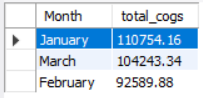 Month total_cogs
January 110754.16
March 104243.34
February 92589.88